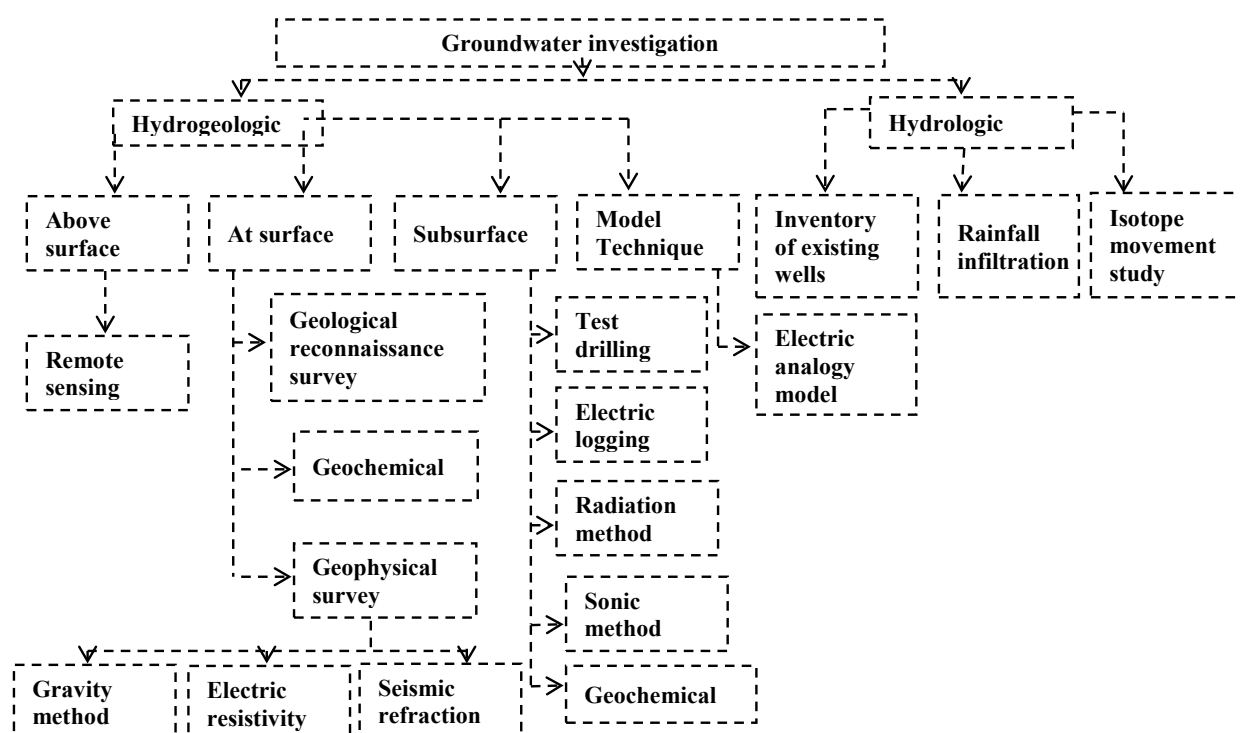 Groundwater investigation
Hydrogeologic
Hydrologic
Above
surface
At surface
Subsurface
Model
Technique
Inventory
of existing
wells
Rainfall
infiltration
Isotope
movement
study
Remote
sensing
Geological
reconnaissance
survey
Geochemical
Geophysical
survey
Test
drilling
Electric
logging
Radiation
method
Sonic
method
Geochemical
Electric
analogy
model
Gravity
method
Electric
resistivity
Seismic
refraction